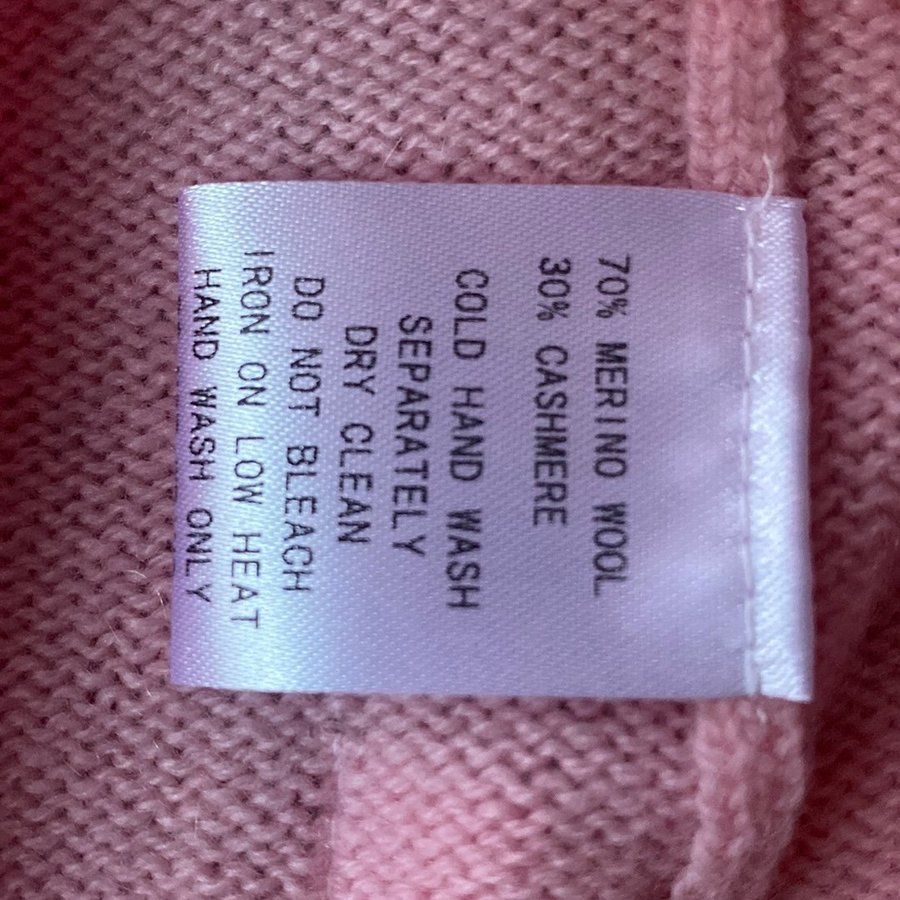 70% MERINO WOOL
30% CASHMERE
COLD HAND WASH
SEPARATELY
DRY CLEAN
DO NOT BLEACH
IRON ON LOW HEAT
HAND WASH ONLY